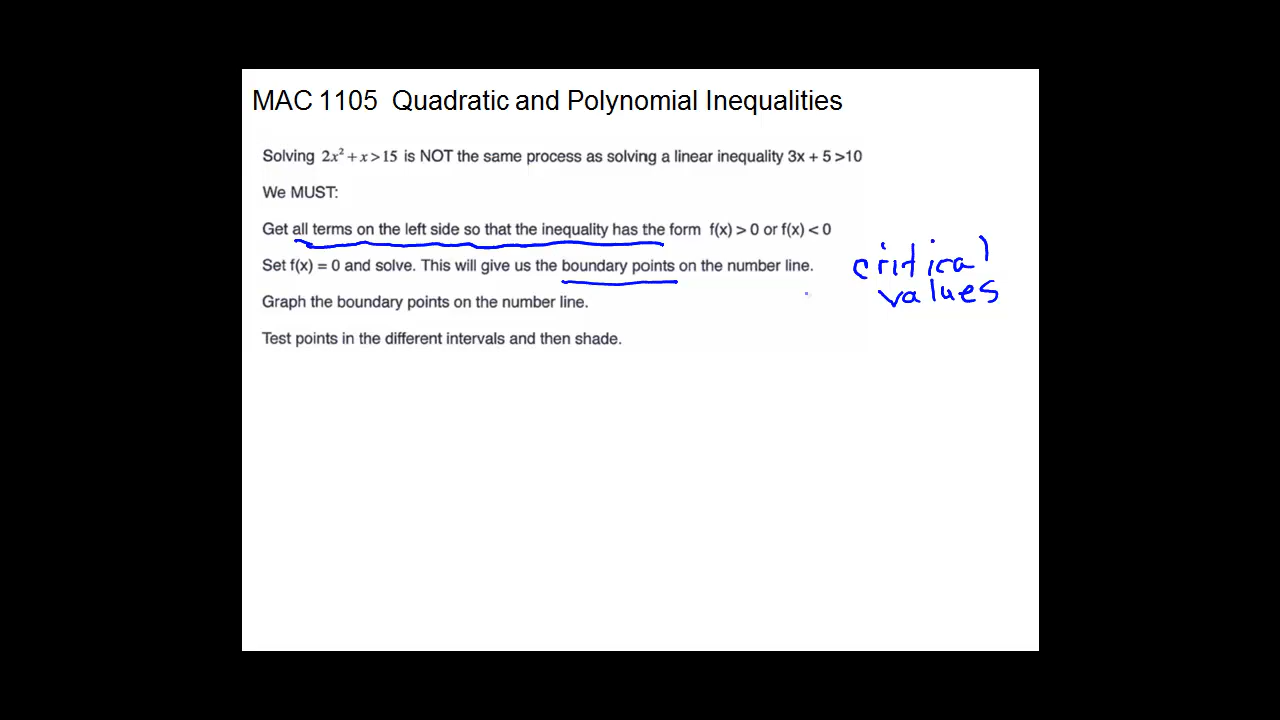 MAC 1105 Quadratic and Polynomial Inequalities
Solving 2x² + x > 15 is NOT the same process as solving a linear inequality 3x + 5 >10
We MUST:
Get all terms on the left side so that the inequality has the form f(x) > 0 or f(x) < 0
Set f(x) = 0 and solve. This will give us the boundary points on the number line.
critical
values
Graph the boundary points on the number line.
Test points in the different intervals and then shade.